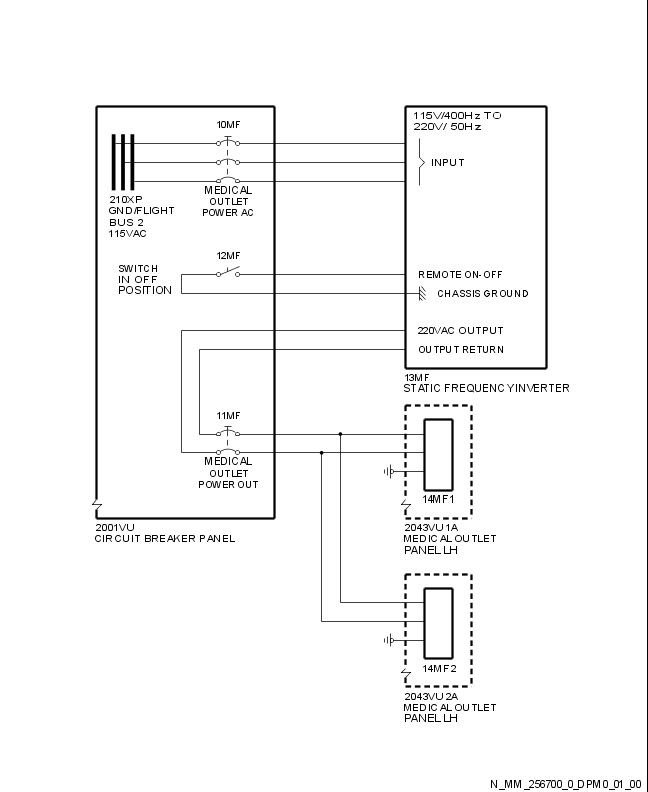 10MF
MEDICAL
OUTLET
POWER AC
210XP
GND/FLIGHT
BUS 2
115VAC
115V/400Hz TO
220V/ 50Hz
INPUT
12MF
SWITCH
IN OFF
POSITION
REMOTE ON-OFF
CHASSIS GROUND
220VAC OUTPUT
OUTPUT RETURN
13MF
STATIC FREQUENCY INVERTER
11MF
MEDICAL
OUTLET
POWER OUT
14MF1
2001VU
CIRCUIT BREAKER PANEL
2043VU1A
MEDICAL OUTLET
PANEL LH
14MF2
2043VU2A
MEDICAL OUTLET
PANEL LH
N_MM_256700_0_DPM0_01_00